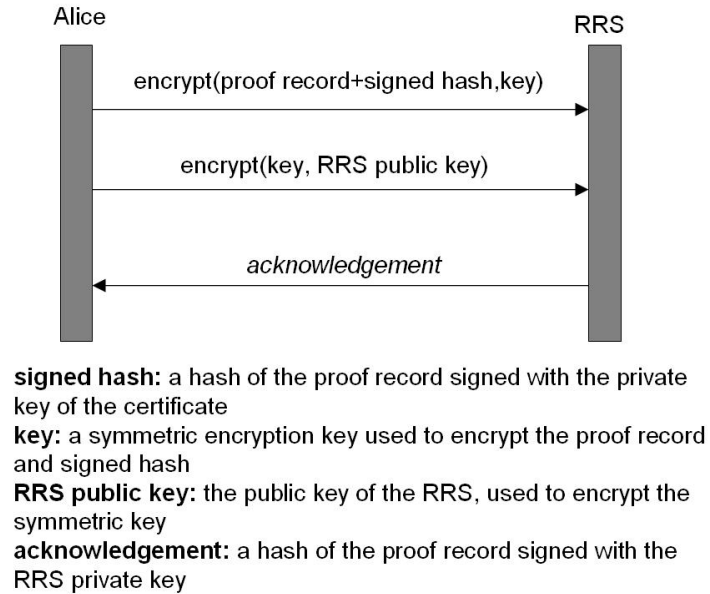 Alice
RRS
encrypt(proof record+signed hash,key)
encrypt(key, RRS public key)
acknowledgement
signed hash: a hash of the proof record signed with the private
key of the certificate
key: a symmetric encryption key used to encrypt the proof record
and signed hash
RRS public key: the public key of the RRS, used to encrypt the
symmetric key
acknowledgement: a hash of the proof record signed with the
RRS private key